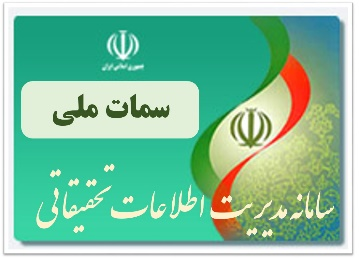 جمهوری اسلامی ایران
سمات ملی
سامانه مدیریت اطلاعات تحقیقاتی